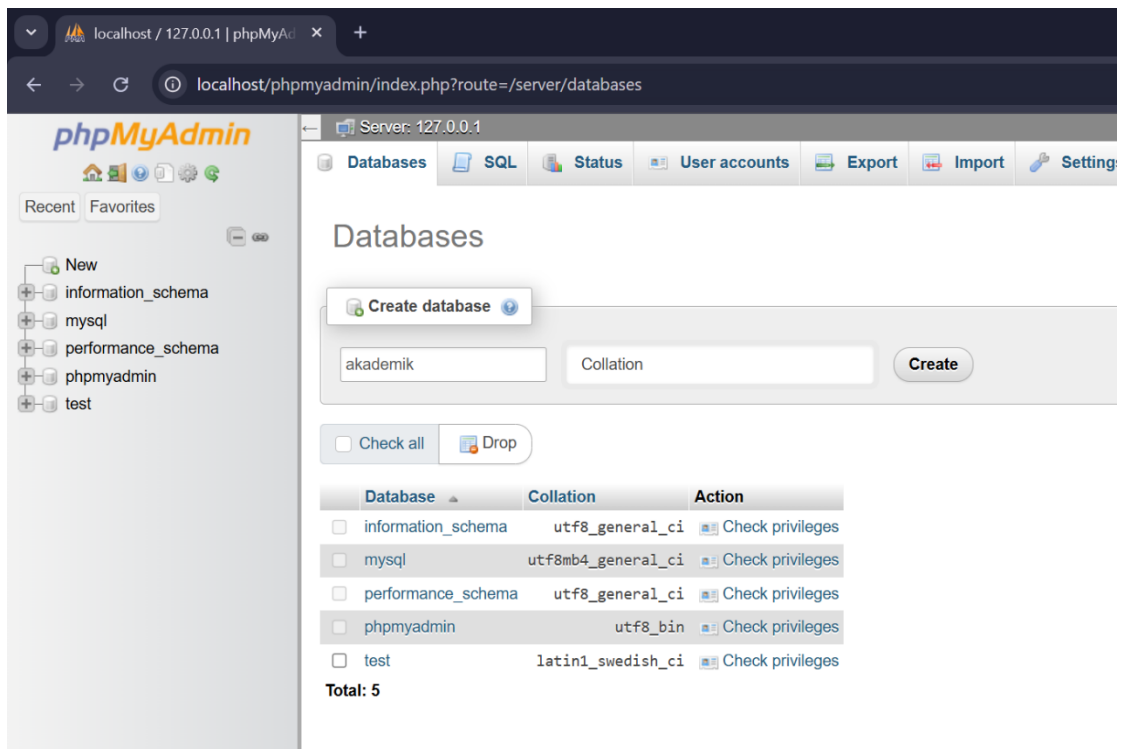 localhost / 127.0.0.1 | phpMyAd
localhost/phpmyadmin/index.php?route=/server/databases
phpMyAdmin
Recent Favorites
New
information_schema
mysql
performance_schema
phpmyadmin
test
Server: 127.0.0.1
Databases SQL Status User accounts Export Import Setting
Databases
Create database
akademik Collation Create
Check all Drop
Database Collation Action
information_schema utf8_general_ci Check privileges
mysql utf8mb4_general_ci Check privileges
performance_schema utf8_general_ci Check privileges
phpmyadmin utf8_bin Check privileges
test latin1_swedish_ci Check privileges
Total: 5